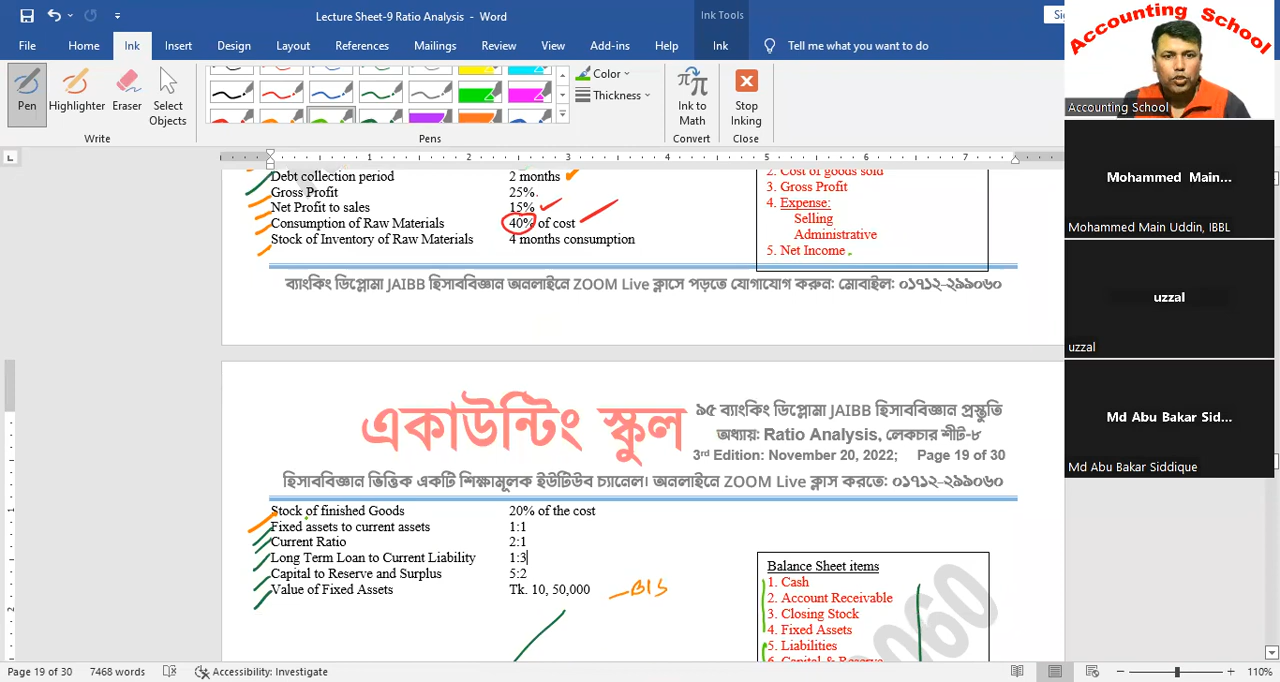 Lecture Sheet-9 Ratio Analysis - Word
Ink Tools
File Home Ink Insert Design Layout References Mailings Review View Add-ins Help Ink Tell me what you want to do
Pen
Highlighter
Eraser
Select Objects
Color
Thickness
Ink to Math
Stop Inking
Write
Pens
Convert
Close
Accounting School
Accounting School
Mohammed Main...
Mohammed Main Uddin, IBBL
uzzal
uzzal
Md Abu Bakar Sid...
Md Abu Bakar Siddique
1 2 3 4 5 6 7
Debt collection period 2 months
Gross Profit 25%.
Net Profit to sales 15%
Consumption of Raw Materials 40% of cost
Stock of Inventory of Raw Materials 4 months consumption
2. Cost of goods sold
3. Gross Profit
4. Expense:
Selling
Administrative
5. Net Income
ব্যাংকিং ডিপ্লোমা JAIBB হিসাববিজ্ঞান অনলাইনে ZOOM Live ক্লাসে পড়তে যোগাযোগ করুন: মোবাইল: ০১৭১২-২৯৯০৬০
একাউন্টিং স্কুল
৯৫ ব্যাংকিং ডিপ্লোমা JAIBB হিসাববিজ্ঞান প্রস্তুতি
অধ্যায়: Ratio Analysis, লেকচার শীট-৮
3rd Edition: November 20, 2022; Page 19 of 30
হিসাববিজ্ঞান ভিত্তিক একটি শিক্ষামূলক ইউটিউব চ্যানেল। অনলাইনে ZOOM Live ক্লাস করতে: ০১৭১২-২৯৯০৬০
Stock of finished Goods 20% of the cost
Fixed assets to current assets 1:1
Current Ratio 2:1
Long Term Loan to Current Liability 1:3
Capital to Reserve and Surplus 5:2
Value of Fixed Assets Tk. 10, 50,000
BIS
Balance Sheet items
1. Cash
2. Account Receivable
3. Closing Stock
4. Fixed Assets
5. Liabilities
6. Capital & Reserve
Page 19 of 30 7468 words Accessibility: Investigate 110%